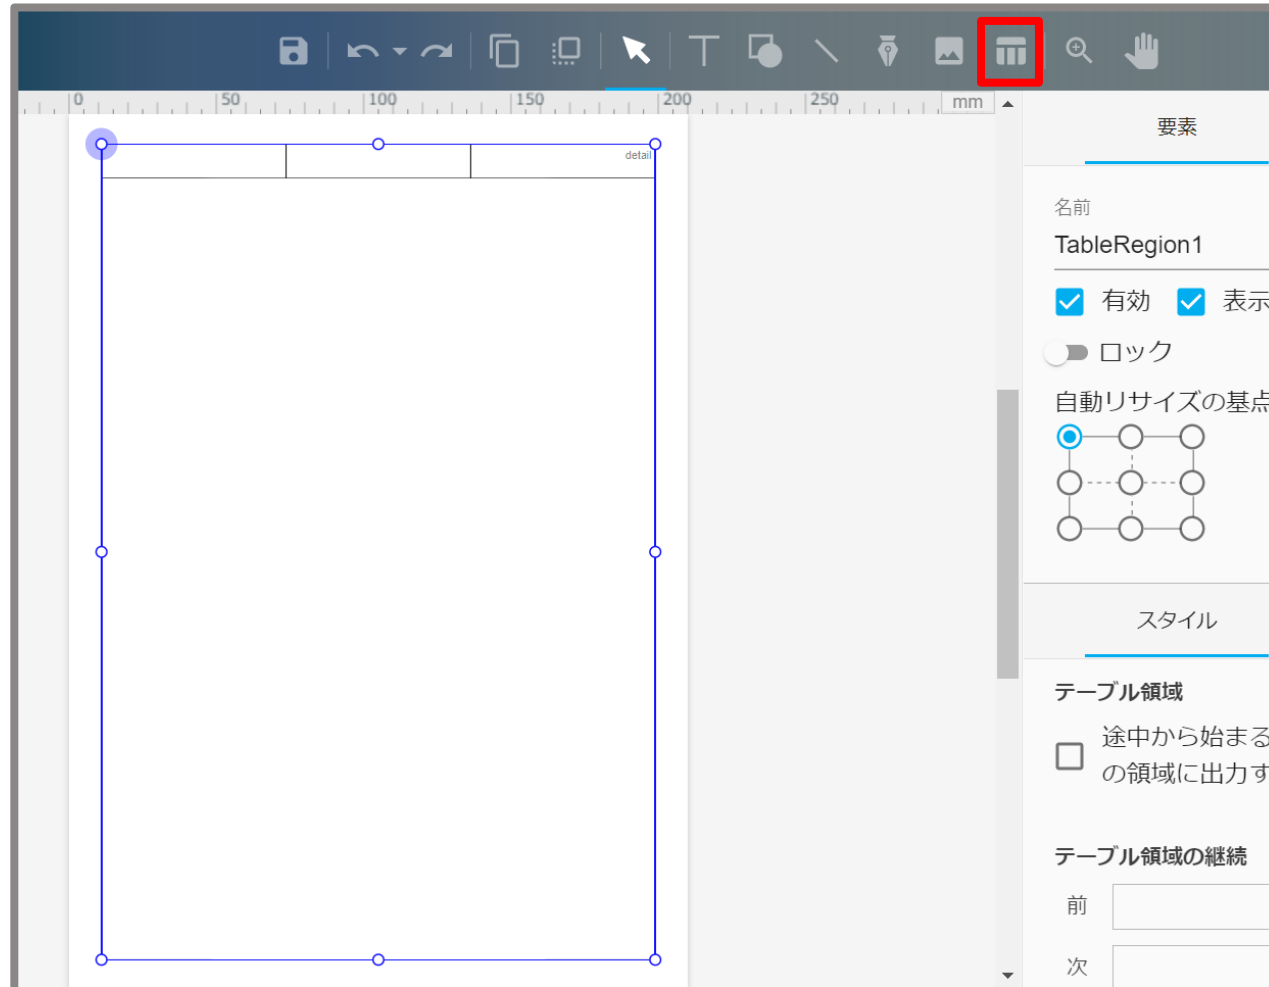 0 50 100 150 200 250 mm
detail
要素
名前
TableRegion1
有効 表示
ロック
自動リサイズの基点
スタイル
テーブル領域
途中から始まる
の領域に出力す
テーブル領域の継続
前
次